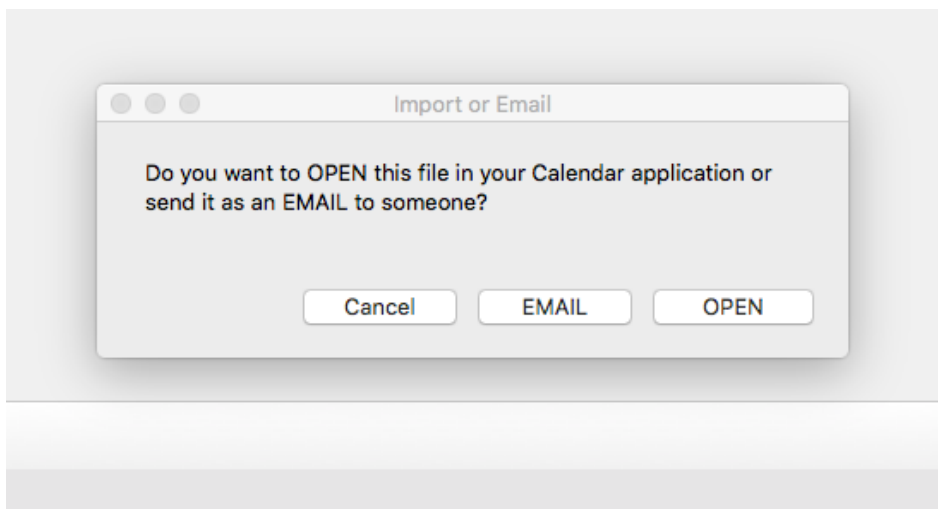 Import or Email
Do you want to OPEN this file in your Calendar application or
send it as an EMAIL to someone?
Cancel
EMAIL
OPEN